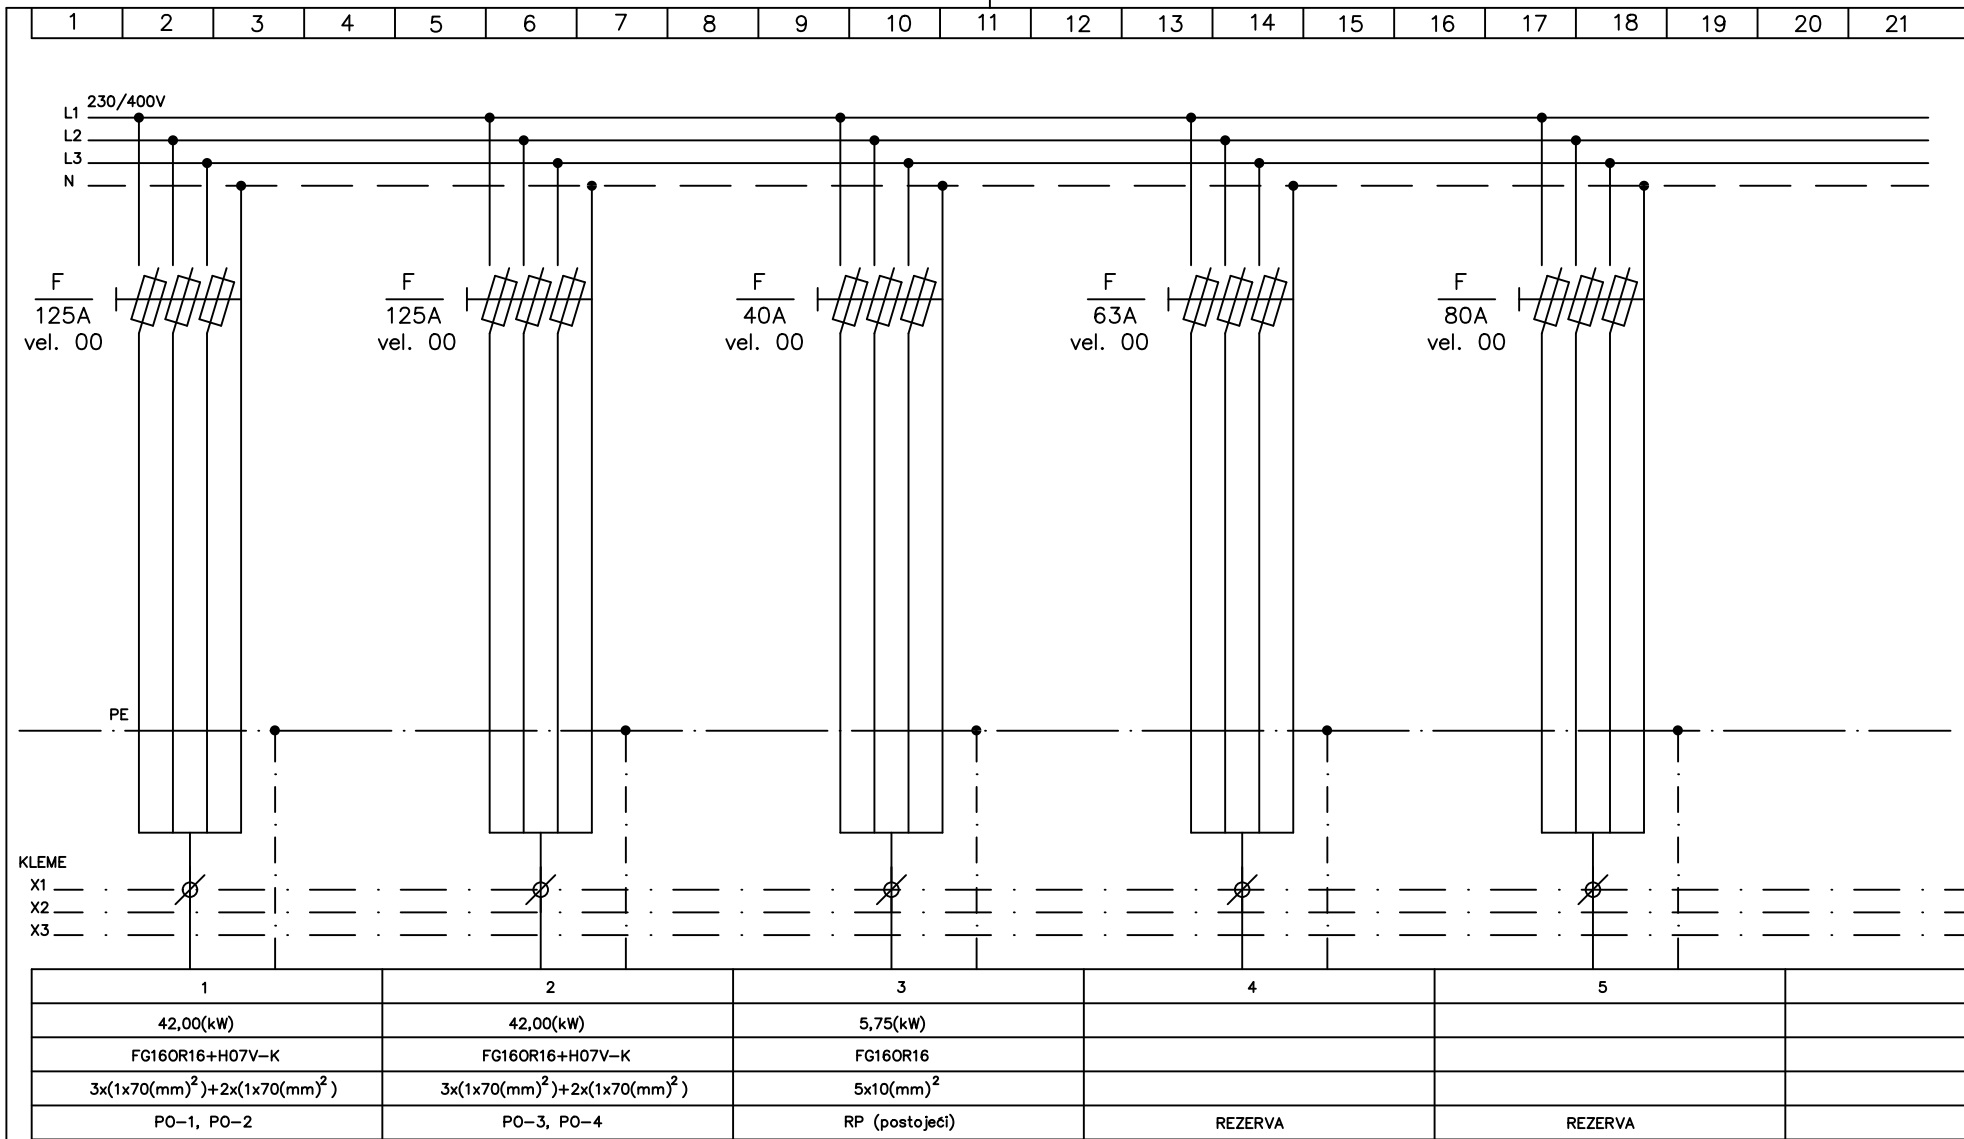 1 2 3 4 5 6 7 8 9 10 11 12 13 14 15 16 17 18 19 20 21
230/400V
L1
L2
L3
N
F F F F F
125A 125A 40A 63A 80A
vel. 00 vel. 00 vel. 00 vel. 00 vel. 00
PE
KLEME
X1
X2
X3
1 2 3 4 5
42,00(kW) 42,00(kW) 5,75(kW)
FG16OR16+H07V-K FG16OR16+H07V-K FG16OR16
3x(1x70(mm)²)+2x(1x70(mm)²) 3x(1x70(mm)²)+2x(1x70(mm)²) 5x10(mm)²
PO-1, PO-2 PO-3, PO-4 RP (postojeći) REZERVA REZERVA